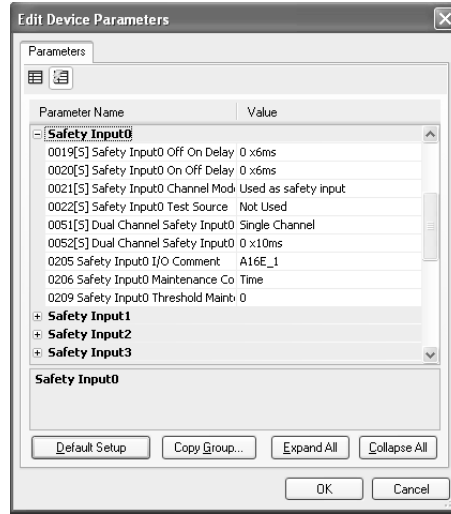 Edit Device Parameters
Parameters
Parameter Name Value
Safety Input0
0019[S] Safety Input0 Off On Delay 0 x6ms
0020[S] Safety Input0 On Off Delay 0 x6ms
0021[S] Safety Input0 Channel Mod Used as safety input
0022[S] Safety Input0 Test Source Not Used
0051[S] Dual Channel Safety Input0 Single Channel
0052[S] Dual Channel Safety Input0 0 x10ms
0205 Safety Input0 I/O Comment A16E_1
0206 Safety Input0 Maintenance Co Time
0209 Safety Input0 Threshold Maint 0
Safety Input1
Safety Input2
Safety Input3
Safety Input0
Default Setup Copy Group... Expand All Collapse All
OK Cancel